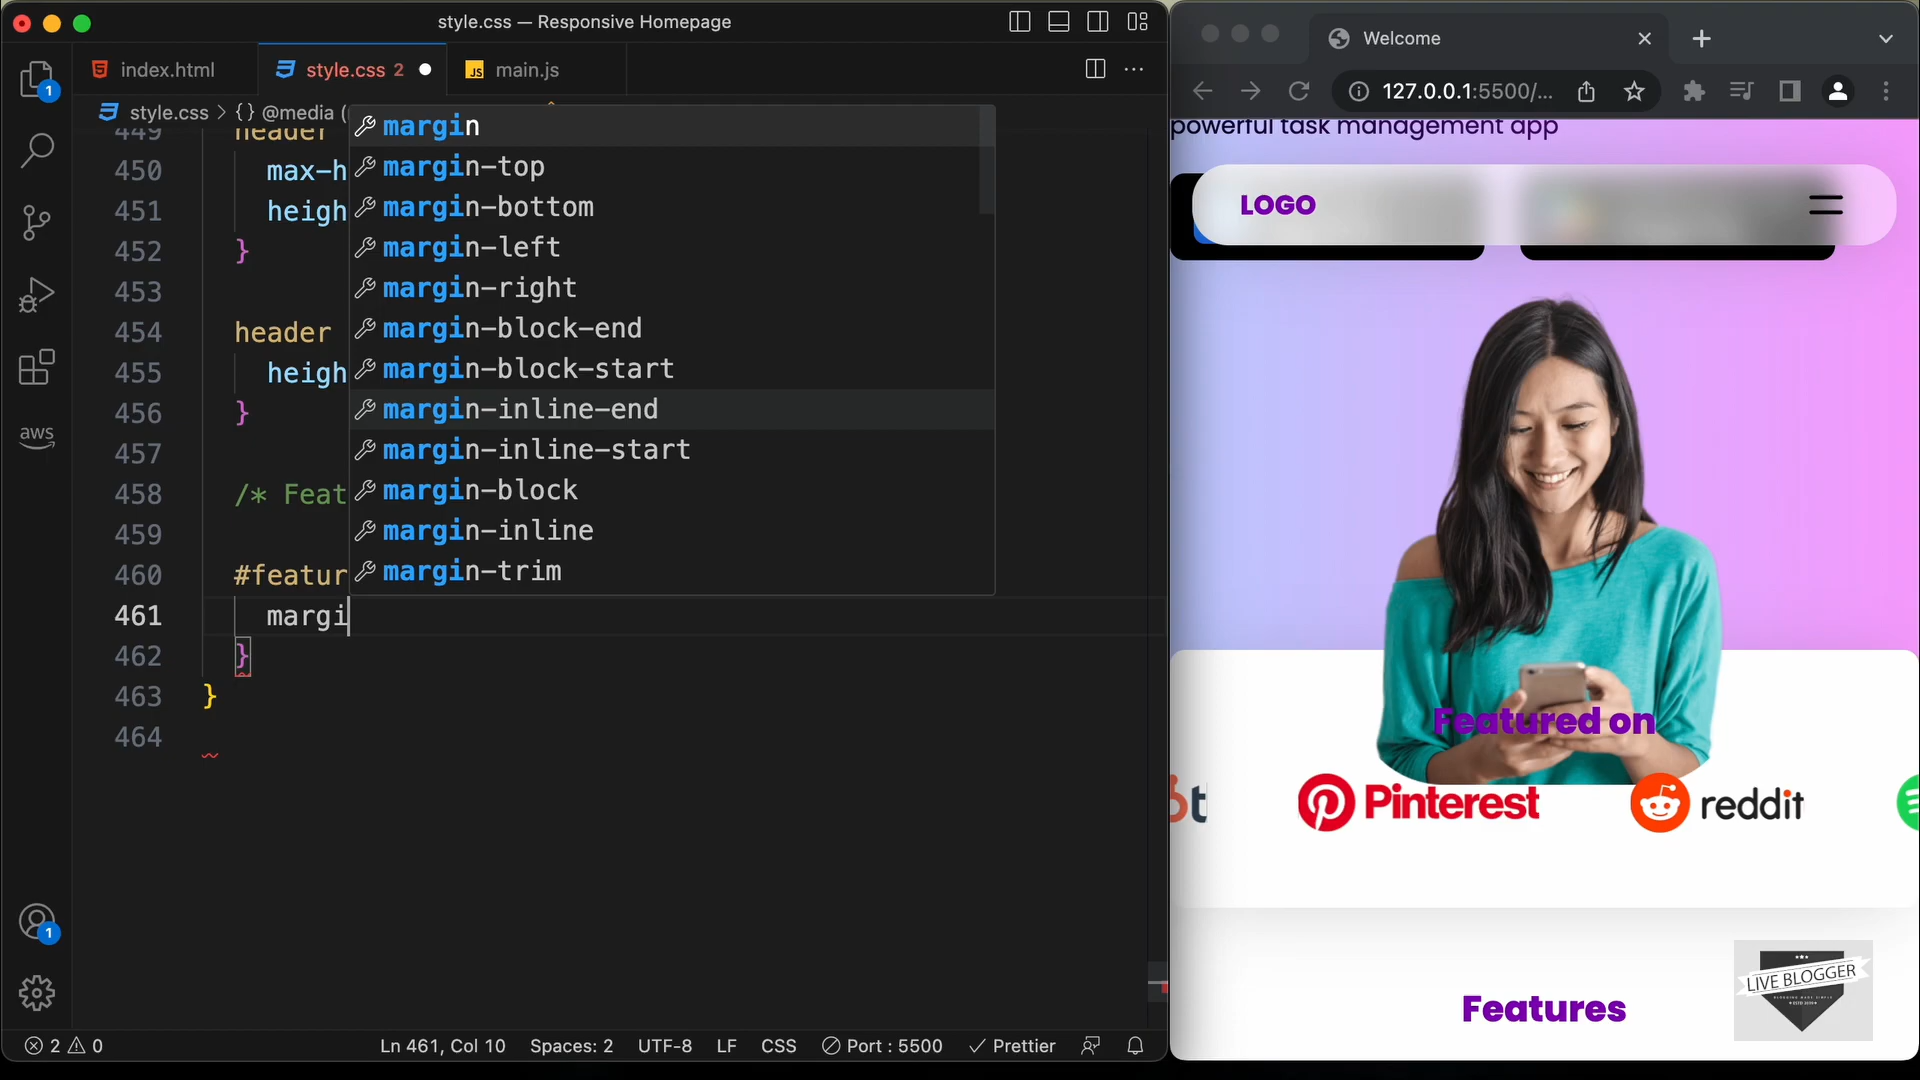 style.css — Responsive Homepage
index.html
style.css 2
JS main.js
style.css > {} @media (
449 header
450 max-h
451 heigh
452 }
453
454 header
455 heigh
456 }
457
458 /* Feat
459
460 #featur
461 margi
462 }
463 }
464
margin
margin-top
margin-bottom
margin-left
margin-right
margin-block-end
margin-block-start
margin-inline-end
margin-inline-start
margin-block
margin-inline
margin-trim
1
aws
1
2 0
Ln 461, Col 10
Spaces: 2
UTF-8
LF
CSS
Port : 5500
Prettier
Welcome
127.0.0.1:5500/...
powerful task management app
LOGO
Featured on
Pinterest
reddit
Features
LIVE BLOGGER